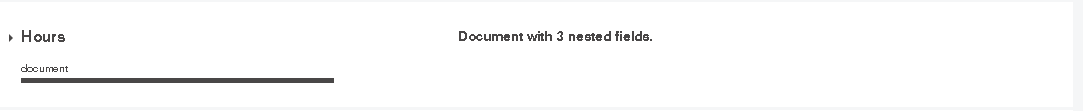 Hours
Document with 3 nested fields.
document